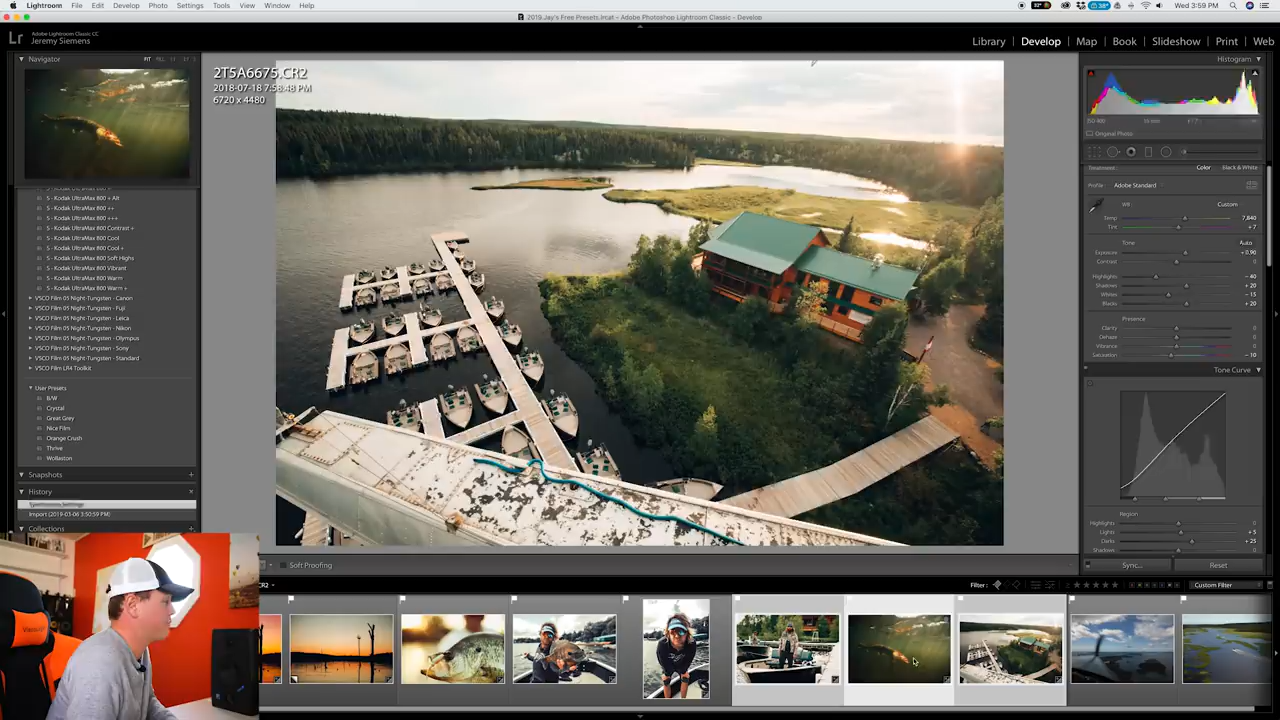 Lightroom File Edit Develop Photo Settings Tools View Window Help
38° Wed 3:59 PM
2019.Jay's Free Presets.lrcat - Adobe Photoshop Lightroom Classic - Develop
Lr Adobe Lightroom Classic CC
Jeremy Siemens
Library Develop Map Book Slideshow Print Web
Navigator FIT FILL 1:1
S - Kodak UltraMax 800 + Alt
S - Kodak UltraMax 800 ++
S - Kodak UltraMax 800 +++
S - Kodak UltraMax 800 Contrast +
S - Kodak UltraMax 800 Cool
S - Kodak UltraMax 800 Cool +
S - Kodak UltraMax 800 Soft Highs
S - Kodak UltraMax 800 Vibrant
S - Kodak UltraMax 800 Warm
S - Kodak UltraMax 800 Warm +
VSCO Film 05 Night-Tungsten - Canon
VSCO Film 05 Night-Tungsten - Fuji
VSCO Film 05 Night-Tungsten - Leica
VSCO Film 05 Night-Tungsten - Nikon
VSCO Film 05 Night-Tungsten - Olympus
VSCO Film 05 Night-Tungsten - Sony
VSCO Film 05 Night-Tungsten - Standard
VSCO Film LR4 Toolkit
User Presets
B/W
Crystal
Great Grey
Nice Film
Orange Crush
Thrive
Wollaston
Snapshots +
History ×
Import (2019-03-06 3:50:59 PM)
Collections +
2T5A6675.CR2
2018-07-18 7:58:48 PM
6720 x 4480
Histogram
ISO 400
Original Photo
Treatment: Color Black & White
Profile: Adobe Standard
WB: Custom
Temp 7,840
Tint + 7
Tone Auto
Exposure + 0.90
Contrast 0
Highlights - 40
Shadows + 20
Whites - 15
Blacks + 20
Presence
Clarity 0
Dehaze 0
Vibrance 0
Saturation - 10
Tone Curve
Region
Highlights 0
Lights + 5
Darks + 25
Shadows 0
Sync... Reset
Soft Proofing
CR2
Filter: Custom Filter